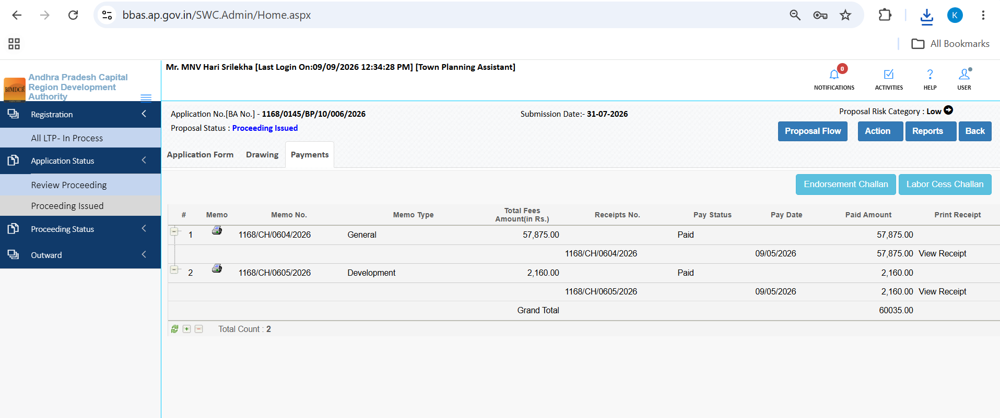 bbas.ap.gov.in/SWC.Admin/Home.aspx
K
All Bookmarks
BIMDCR
Andhra Pradesh Capital
Region Development
Authority
Mr. MNV Hari Srilekha [Last Login On:09/09/2026 12:34:28 PM] [Town Planning Assistant]
0
NOTIFICATIONS
ACTIVITIES
?
HELP
USER
Registration
All LTP- In Process
Application Status
Review Proceeding
Proceeding Issued
Proceeding Status
Outward
Application No.[BA No.] - 1168/0145/BP/10/006/2026
Submission Date:- 31-07-2026
Proposal Risk Category : Low
Proposal Status : Proceeding Issued
Proposal Flow
Action
Reports
Back
Application Form
Drawing
Payments
Endorsement Challan
Labor Cess Challan
# Memo Memo No. Memo Type Total Fees Amount(in Rs.) Receipts No. Pay Status Pay Date Paid Amount Print Receipt
1 1168/CH/0604/2026 General 57,875.00 Paid 57,875.00
1168/CH/0604/2026 09/05/2026 57,875.00 View Receipt
2 1168/CH/0605/2026 Development 2,160.00 Paid 2,160.00
1168/CH/0605/2026 09/05/2026 2,160.00 View Receipt
Grand Total 60035.00
Total Count : 2